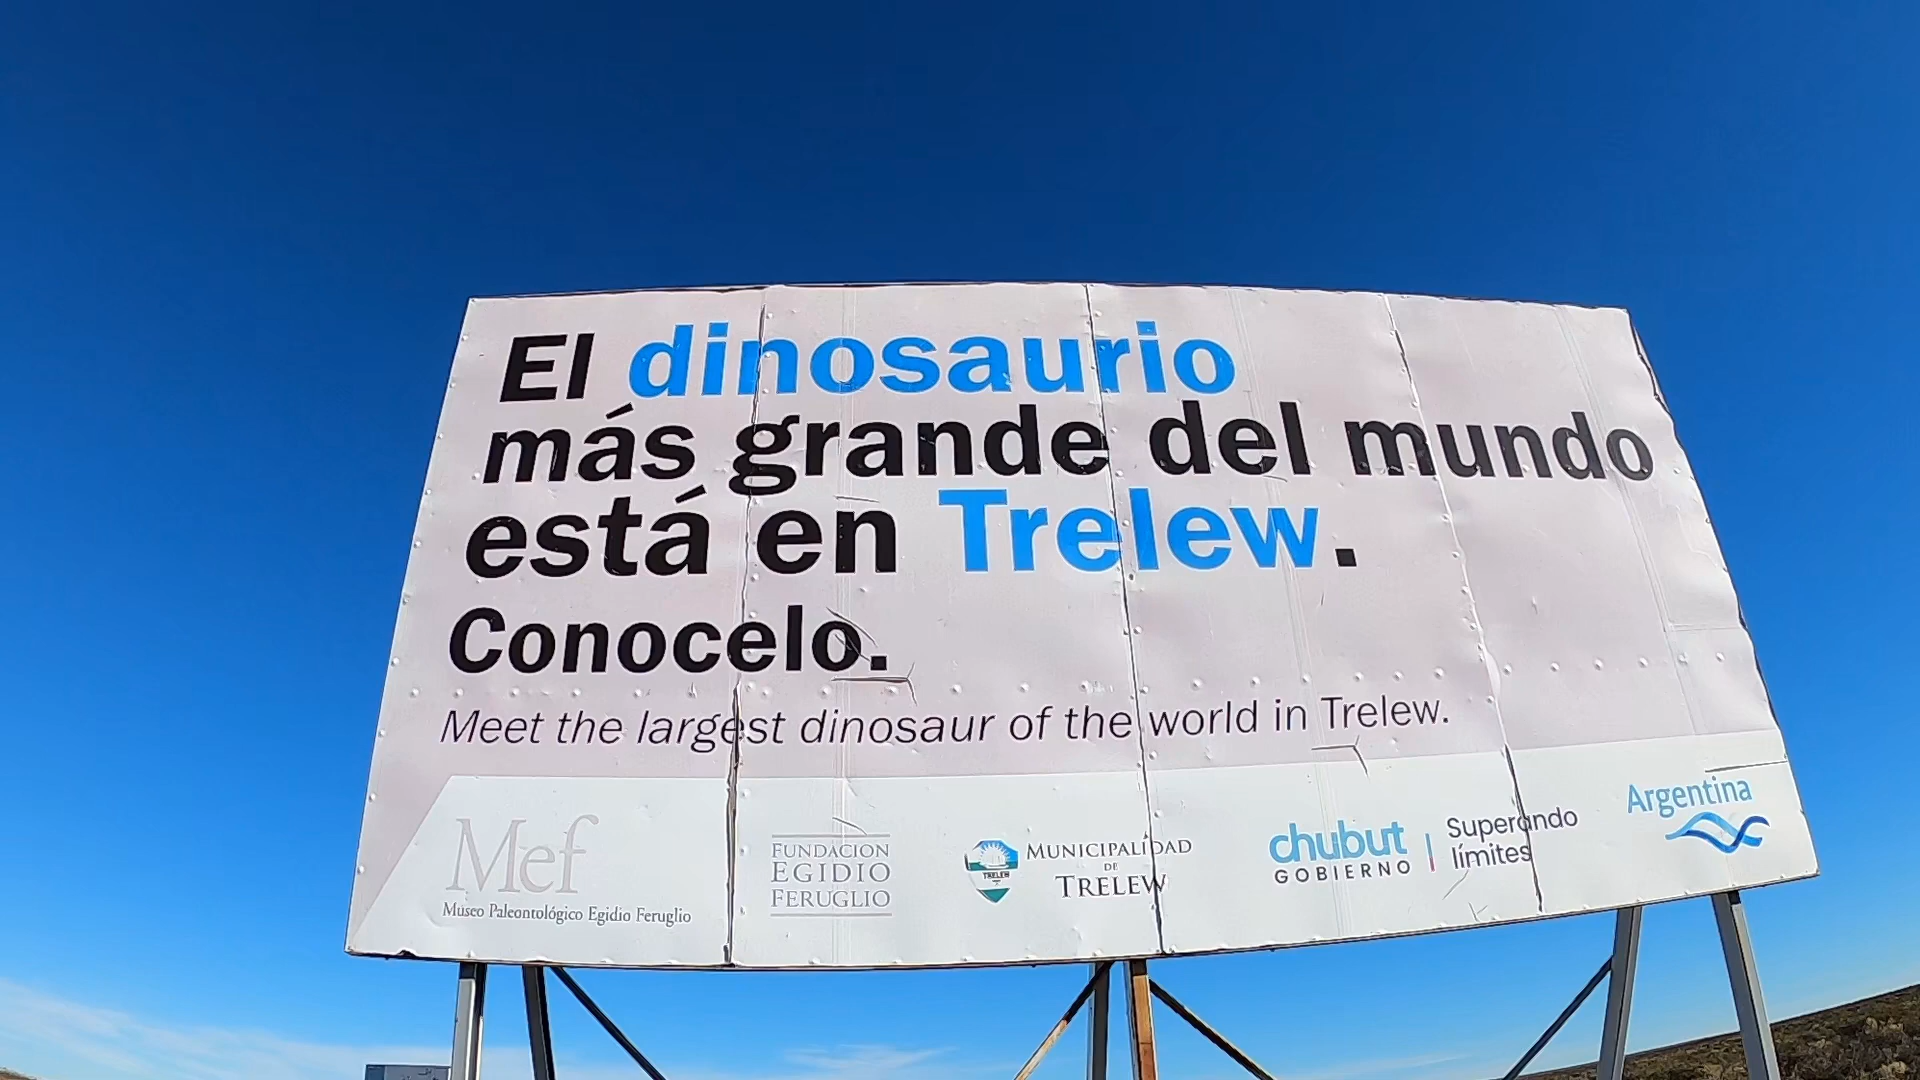 El dinosaurio
más grande del mundo
está en Trelew.
Conocelo.
Meet the largest dinosaur of the world in Trelew.
Mef
Museo Paleontológico Egidio Feruglio
FUNDACION
EGIDIO
FERUGLIO
TRELEW
MUNICIPALIDAD
DE
TRELEW
chubut
GOBIERNO
Superando
límites
Argentina